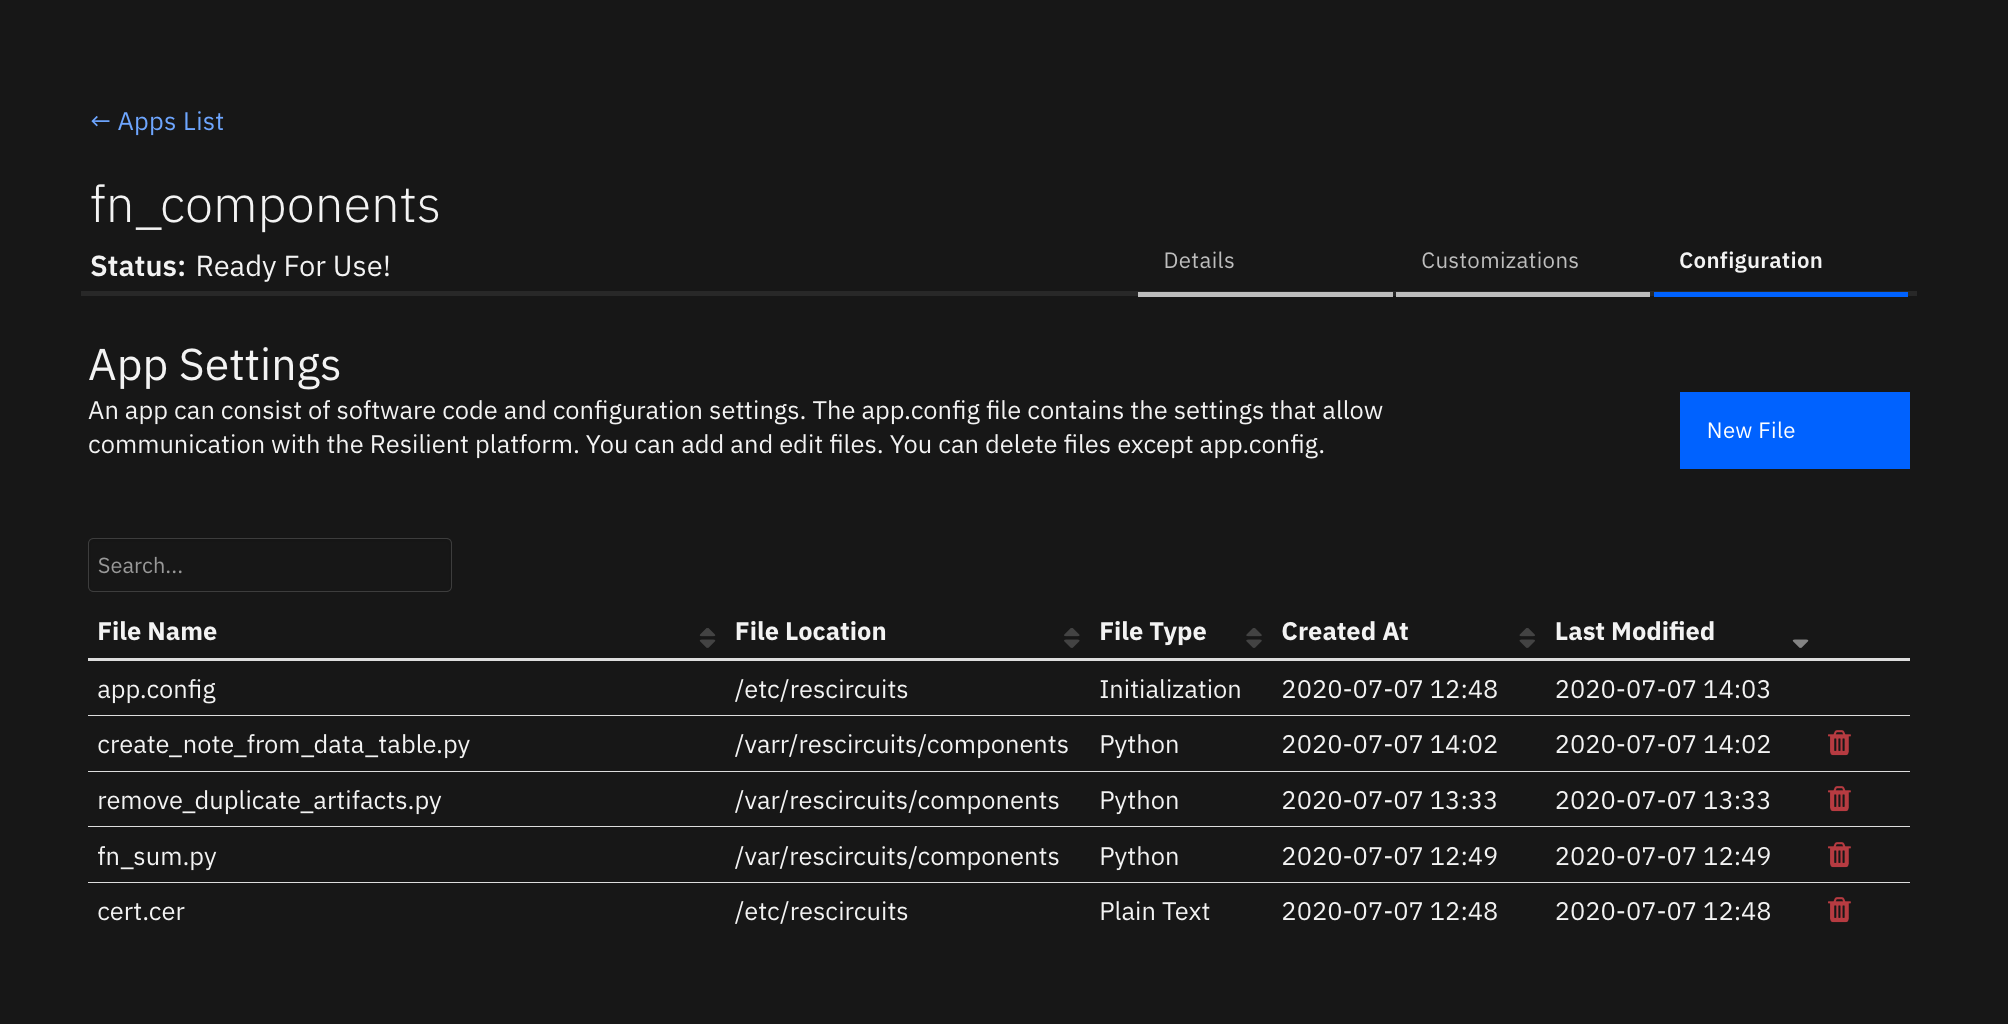 ← Apps List
fn_components
Status: Ready For Use!
Details Customizations Configuration
App Settings
An app can consist of software code and configuration settings. The app.config file contains the settings that allow
communication with the Resilient platform. You can add and edit files. You can delete files except app.config.
New File
Search...
File Name File Location File Type Created At Last Modified
app.config /etc/rescircuits Initialization 2020-07-07 12:48 2020-07-07 14:03
create_note_from_data_table.py /varr/rescircuits/components Python 2020-07-07 14:02 2020-07-07 14:02
remove_duplicate_artifacts.py /var/rescircuits/components Python 2020-07-07 13:33 2020-07-07 13:33
fn_sum.py /var/rescircuits/components Python 2020-07-07 12:49 2020-07-07 12:49
cert.cer /etc/rescircuits Plain Text 2020-07-07 12:48 2020-07-07 12:48